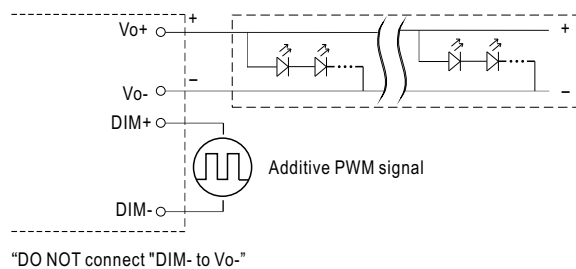 Vo+
+
+
Vo-
−
−
DIM+
Additive PWM signal
DIM-
“DO NOT connect "DIM- to Vo-”